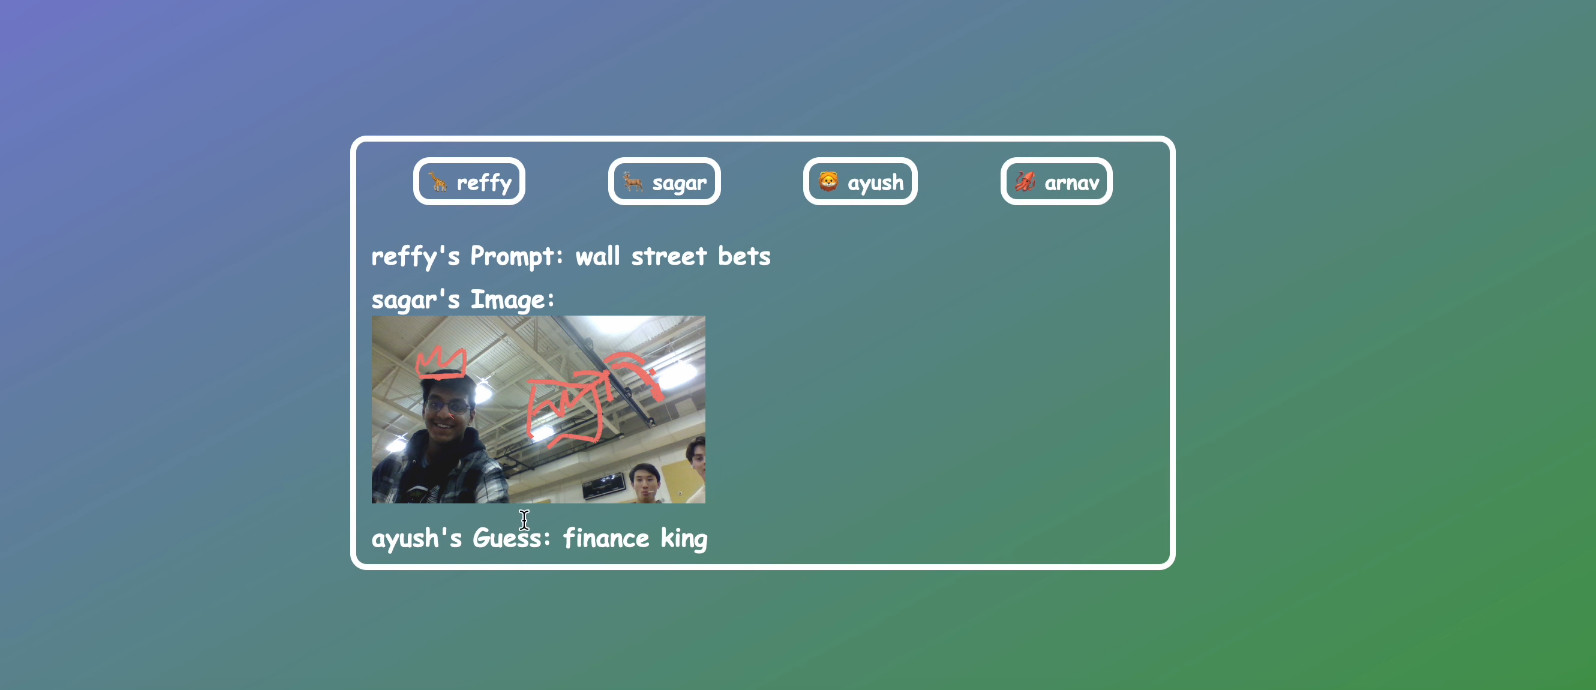 reffy
sagar
ayush
arnav
reffy's Prompt: wall street bets
sagar's Image:
ayush's Guess: finance king